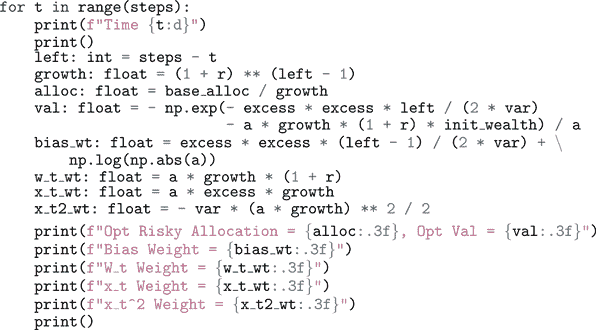 for t in range(steps):
    print(f"Time {t:d}")
    print()
    left: int = steps - t
    growth: float = (1 + r) ** (left - 1)
    alloc: float = base_alloc / growth
    val: float = - np.exp(- excess * excess * left / (2 * var)
                          - a * growth * (1 + r) * init_wealth) / a
    bias_wt: float = excess * excess * (left - 1) / (2 * var) + \
        np.log(np.abs(a))
    w_t_wt: float = a * growth * (1 + r)
    x_t_wt: float = a * excess * growth
    x_t2_wt: float = - var * (a * growth) ** 2 / 2
    print(f"Opt Risky Allocation = {alloc:.3f}, Opt Val = {val:.3f}")
    print(f"Bias Weight = {bias_wt:.3f}")
    print(f"W_t Weight = {w_t_wt:.3f}")
    print(f"x_t Weight = {x_t_wt:.3f}")
    print(f"x_t^2 Weight = {x_t2_wt:.3f}")
    print()